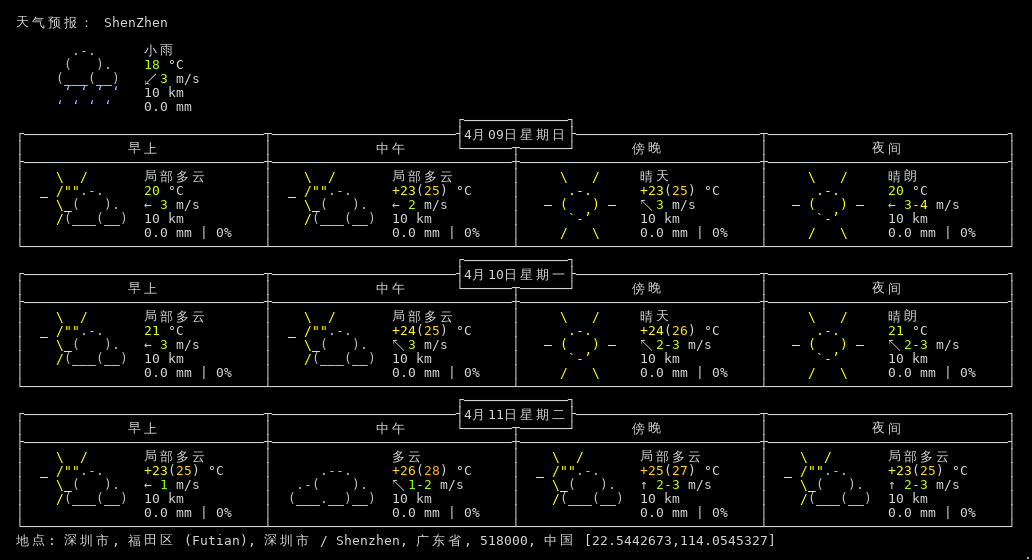 天气预报： ShenZhen
小雨
18 °C
↙ 3 m/s
10 km
0.0 mm
4月09日星期日
早上 中午 傍晚 夜间
局部多云 局部多云 晴天 晴朗
20 °C +23(25) °C +23(25) °C 20 °C
← 3 m/s ← 2 m/s ↖ 3 m/s ← 3-4 m/s
10 km 10 km 10 km 10 km
0.0 mm | 0% 0.0 mm | 0% 0.0 mm | 0% 0.0 mm | 0%
4月10日星期一
早上 中午 傍晚 夜间
局部多云 局部多云 晴天 晴朗
21 °C +24(25) °C +24(26) °C 21 °C
← 3 m/s ↖ 3 m/s ↖ 2-3 m/s ↖ 2-3 m/s
10 km 10 km 10 km 10 km
0.0 mm | 0% 0.0 mm | 0% 0.0 mm | 0% 0.0 mm | 0%
4月11日星期二
早上 中午 傍晚 夜间
局部多云 多云 局部多云 局部多云
+23(25) °C +26(28) °C +25(27) °C +23(25) °C
← 1 m/s ↖ 1-2 m/s ↑ 2-3 m/s ↑ 2-3 m/s
10 km 10 km 10 km 10 km
0.0 mm | 0% 0.0 mm | 0% 0.0 mm | 0% 0.0 mm | 0%
地点: 深圳市, 福田区 (Futian), 深圳市 / Shenzhen, 广东省, 518000, 中国 [22.5442673,114.0545327]